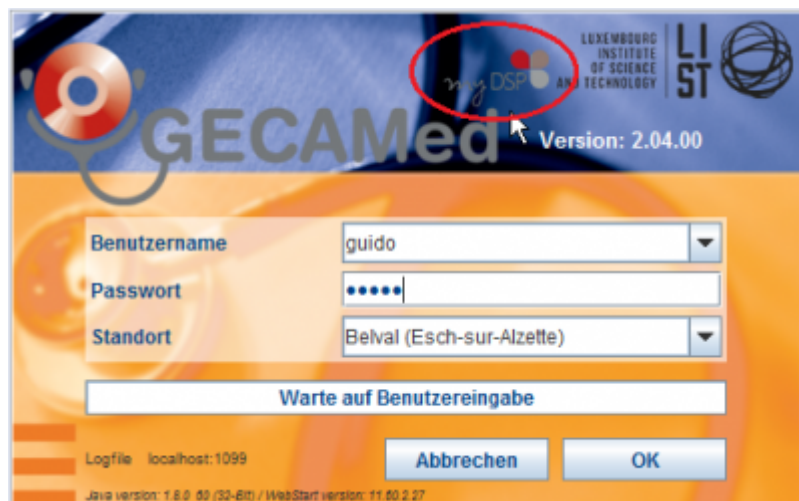 LUXEMBOURG
INSTITUTE
OF SCIENCE
AND TECHNOLOGY
LI
ST
my DSP
GECAMed
Version: 2.04.00
Benutzername guido
Passwort •••••
Standort Belval (Esch-sur-Alzette)
Warte auf Benutzereingabe
Logfile localhost:1099 Abbrechen OK
Java version: 1.8.0_60 (32-Bit) / WebStart version: 11.60.2.27